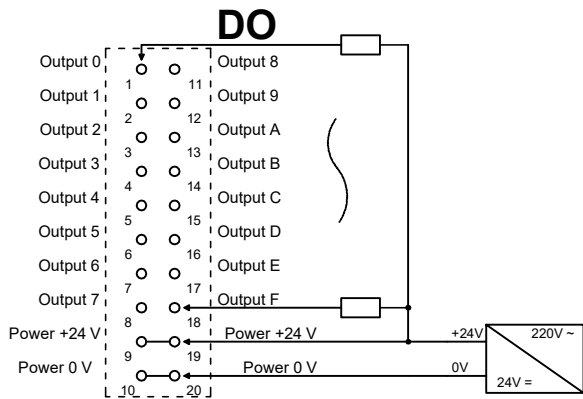 DO
Output 0 Output 8
1 11
Output 1 Output 9
2 12
Output 2 Output A
3 13
Output 3 Output B
4 14
Output 4 Output C
5 15
Output 5 Output D
6 16
Output 6 Output E
7 17
Output 7 Output F
8 18
Power +24 V Power +24 V +24V 220V ~
9 19
Power 0 V Power 0 V 0V
10 20 24V =